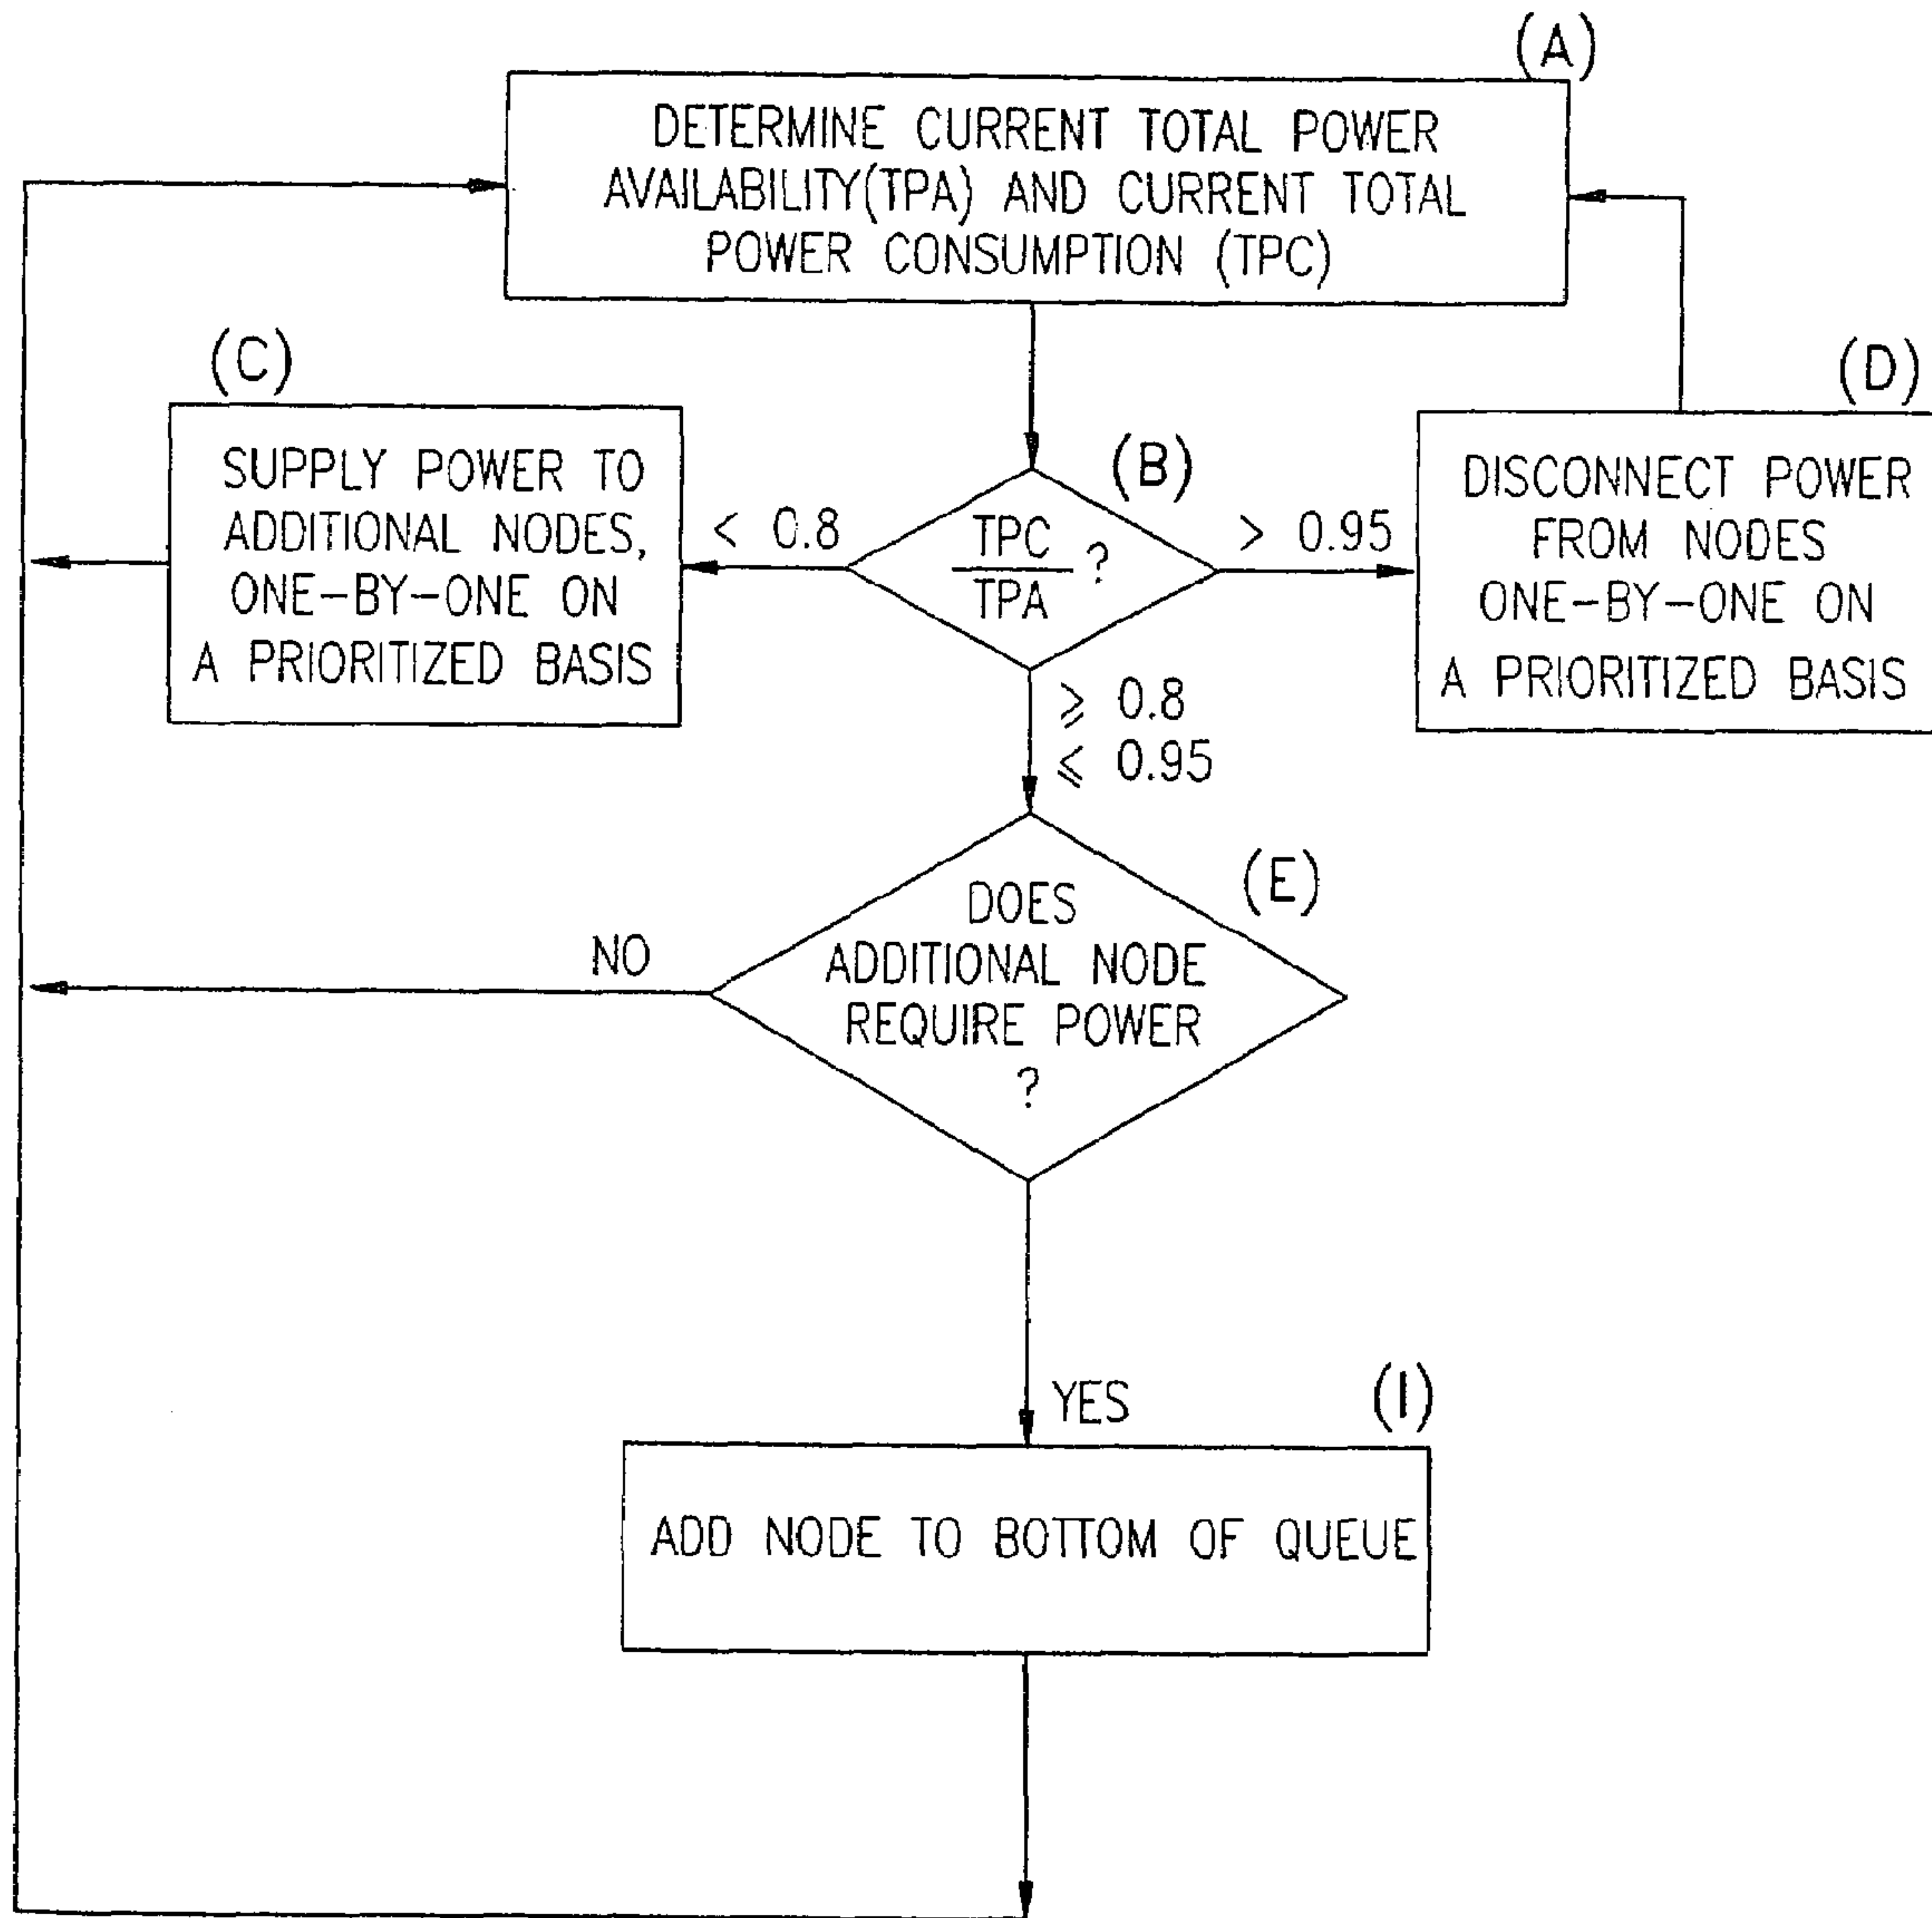 (A)
DETERMINE CURRENT TOTAL POWER
AVAILABILITY(TPA) AND CURRENT TOTAL
POWER CONSUMPTION (TPC)
(C)
SUPPLY POWER TO
ADDITIONAL NODES,
ONE-BY-ONE ON
A PRIORITIZED BASIS
< 0.8
(B)
TPC
TPA
?
> 0.95
(D)
DISCONNECT POWER
FROM NODES
ONE-BY-ONE ON
A PRIORITIZED BASIS
⩾ 0.8
⩽ 0.95
(E)
DOES
ADDITIONAL NODE
REQUIRE POWER
?
NO
YES
(I)
ADD NODE TO BOTTOM OF QUEUE